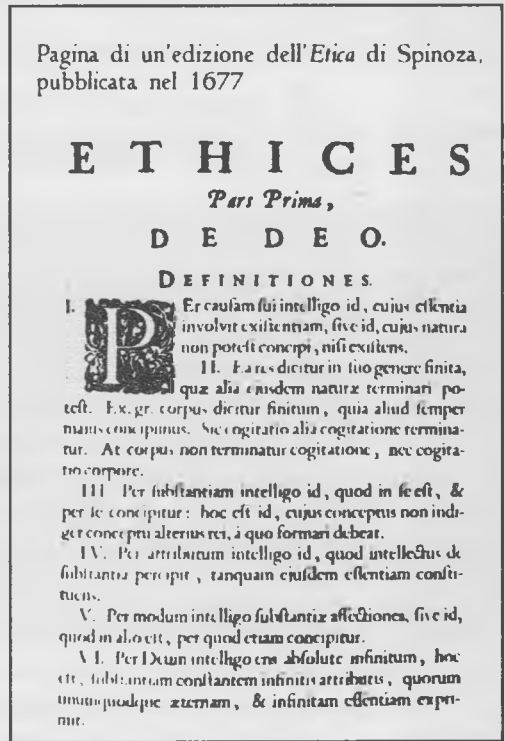 Pagina di un'edizione dell'Etica di Spinoza,
pubblicata nel 1677
ETHICES
Pars Prima,
DE DEO.
DEFINITIONES.
I. PEr causam sui intelligo id, cujus essentia
involvit existentiam, sive id, cujus natura
non potest concipi, nisi existens.
II. Ea res dicitur in suo genere finita,
quæ alia ejusdem naturæ terminari po-
test. Ex. gr. corpus dicitur finitum, quia aliud semper
majus concipimus. Sic cogitatio alia cogitatione termina-
tur. At corpus non terminatur cogitatione, nec cogita-
tio corpore.
III. Per substantiam intelligo id, quod in se est, &
per se concipitur: hoc est id, cujus conceptus non indi-
get conceptu alterius rei, à quo formari debeat.
IV. Per attributum intelligo id, quod intellectus de
substantia percipit, tanquam ejusdem essentiam consti-
tuens.
V. Per modum intelligo substantiæ affectiones, sive id,
quod in alio est, per quod etiam concipitur.
VI. Per Deum intelligo ens absolute infinitum, hoc
est, substantiam constantem infinitis attributis, quorum
unumquodque æternam, & infinitam essentiam expri-
mit.